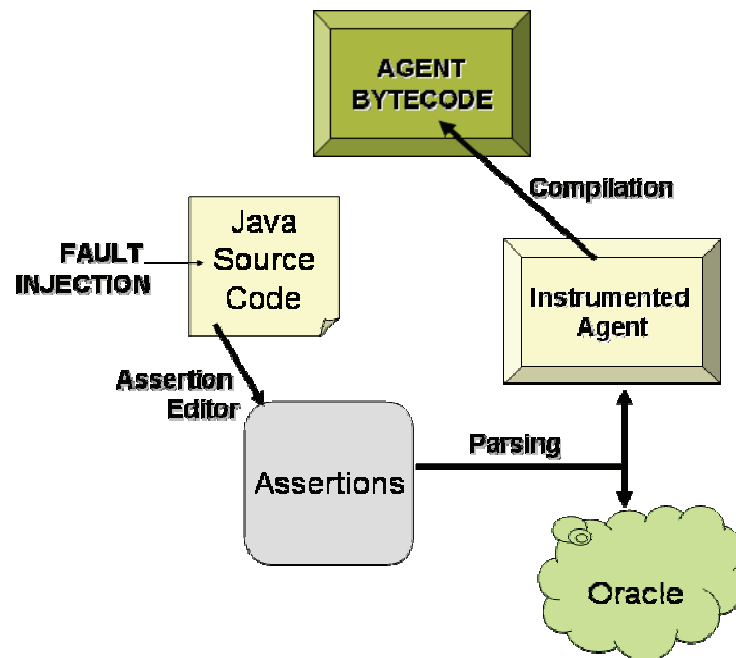 AGENT
BYTECODE
Compilation
Java
Source
Code
FAULT
INJECTION
Instrumented
Agent
Assertion
Editor
Parsing
Assertions
Oracle